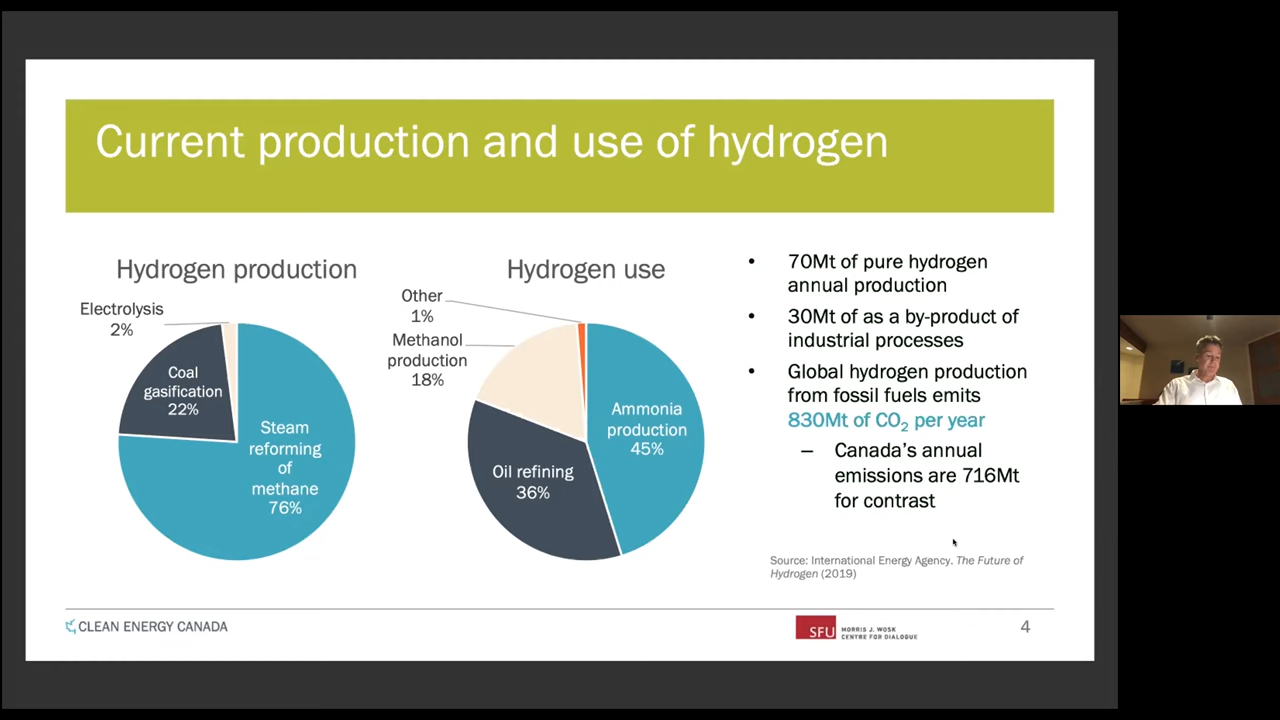 Current production and use of hydrogen
Hydrogen production
Electrolysis
2%
Coal
gasification
22%
Steam
reforming
of
methane
76%
Hydrogen use
Other
1%
Methanol
production
18%
Ammonia
production
45%
Oil refining
36%
• 70Mt of pure hydrogen
annual production
• 30Mt of as a by-product of
industrial processes
• Global hydrogen production
from fossil fuels emits
830Mt of CO₂ per year
– Canada's annual
emissions are 716Mt
for contrast
Source: International Energy Agency. The Future of
Hydrogen (2019)
CLEAN ENERGY CANADA
SFU
MORRIS J. WOSK
CENTRE FOR DIALOGUE
4